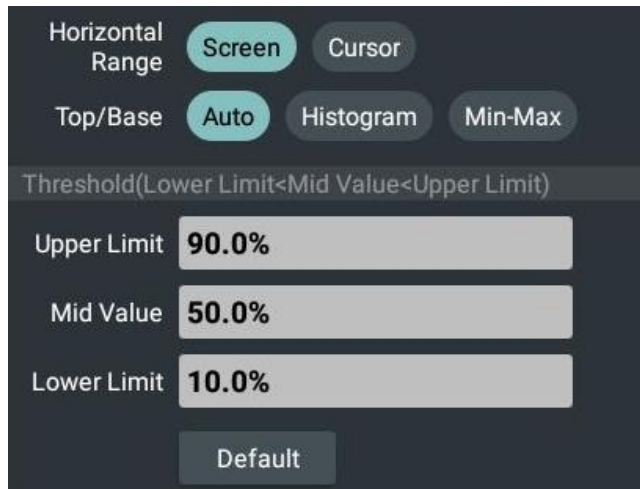 Horizontal
Range
Screen
Cursor
Top/Base
Auto
Histogram
Min-Max
Threshold(Lower Limit<Mid Value<Upper Limit)
Upper Limit
90.0%
Mid Value
50.0%
Lower Limit
10.0%
Default